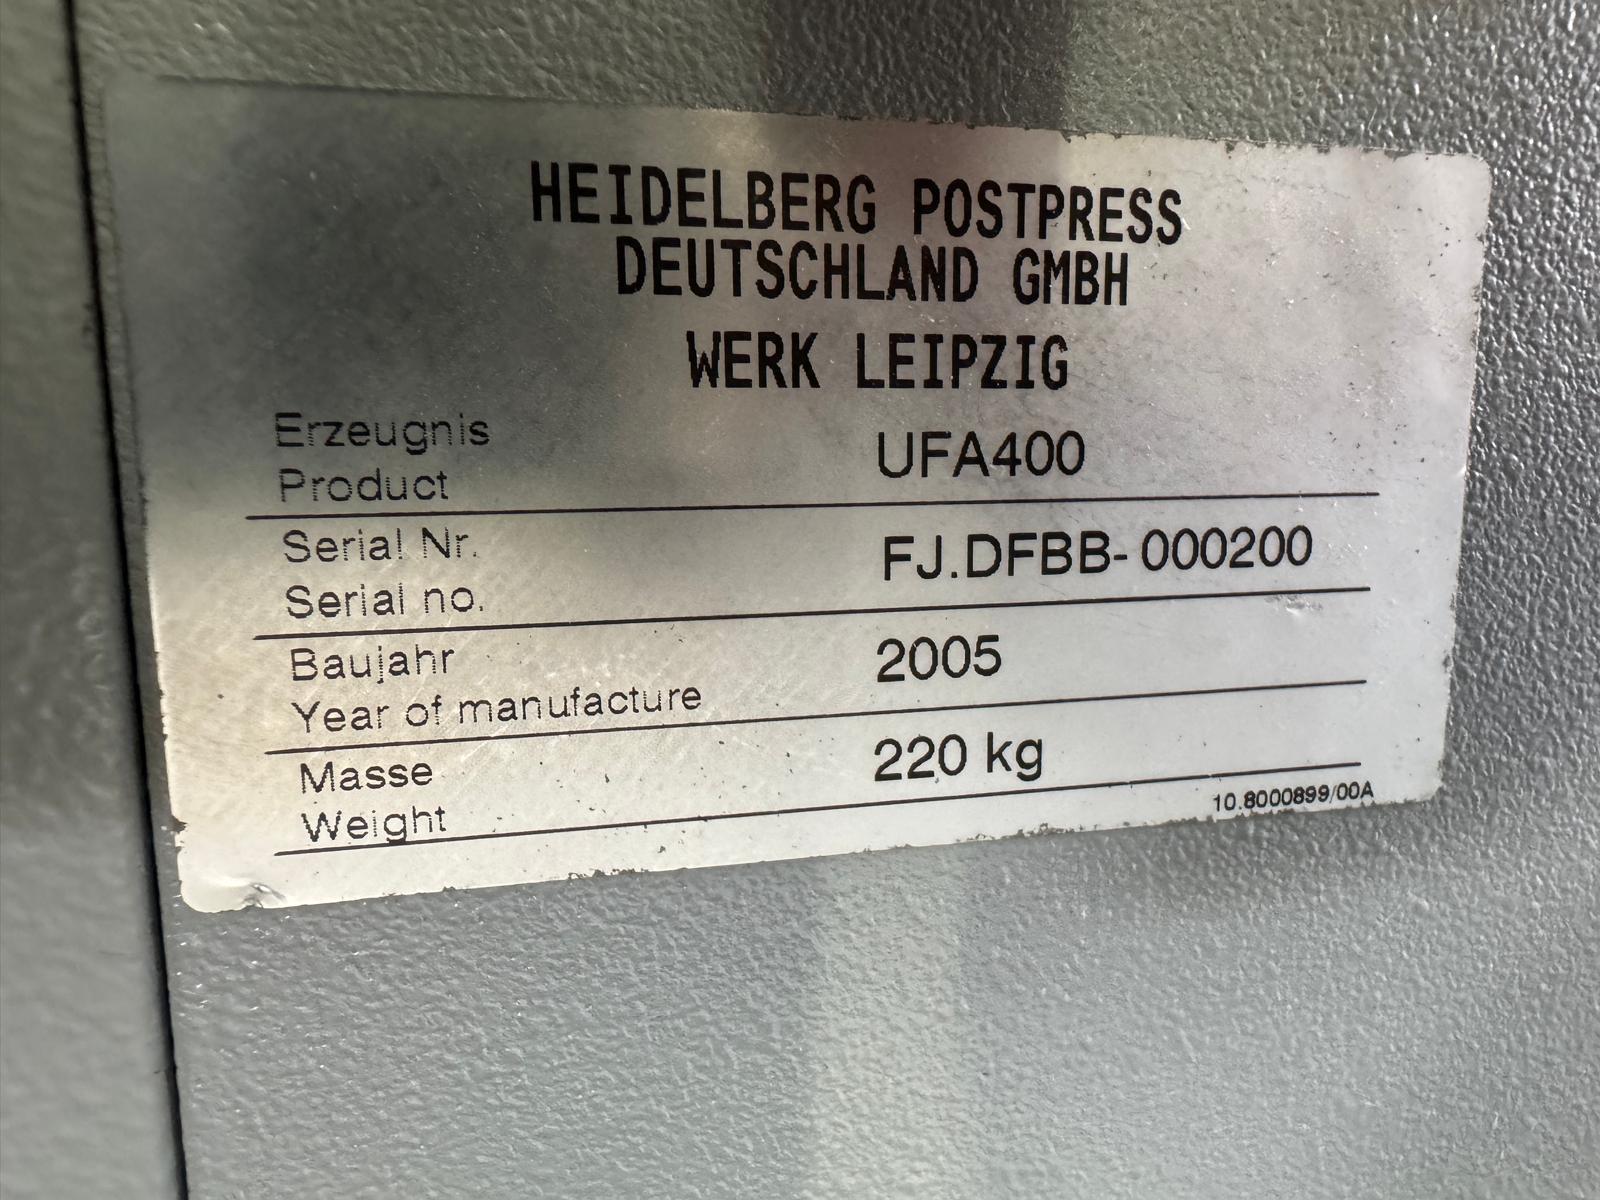 HEIDELBERG POSTPRESS
DEUTSCHLAND GMBH
WERK LEIPZIG
Erzeugnis
Product
UFA400
Serial Nr.
Serial no.
FJ.DFBB-000200
Baujahr
Year of manufacture
2005
Masse
Weight
220 kg
10.8000899/00A